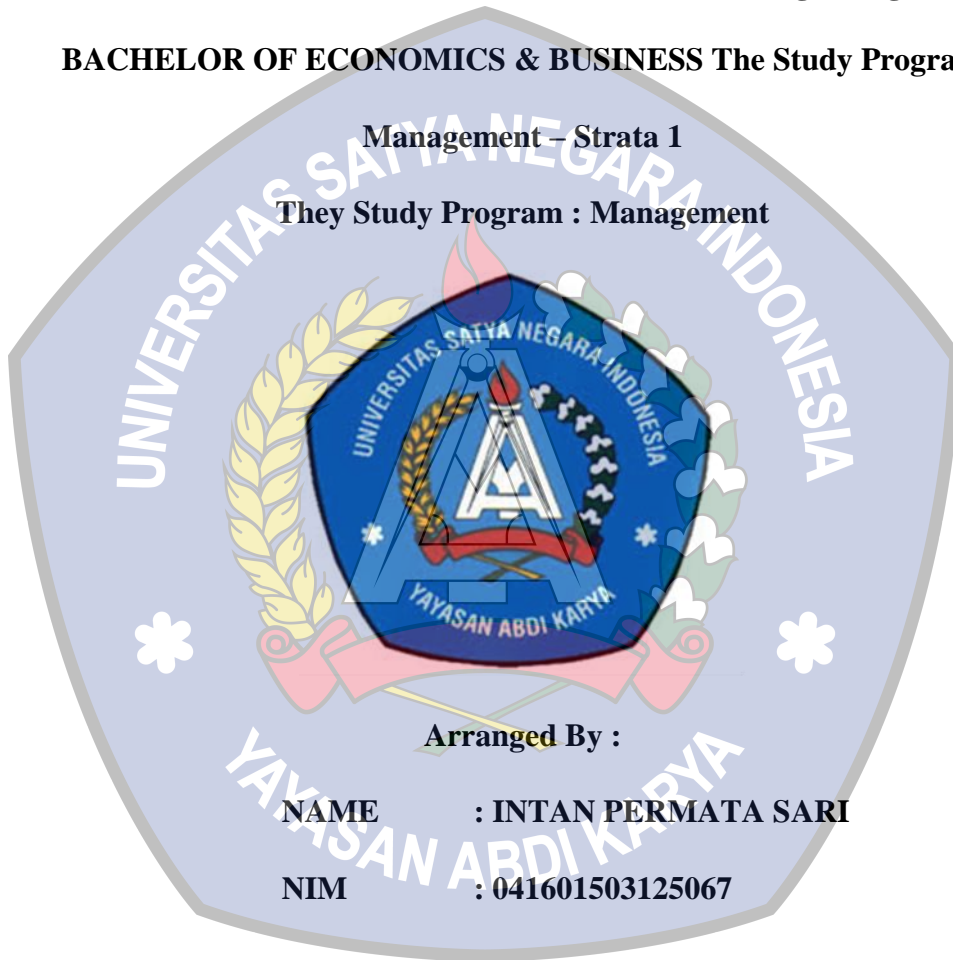 BACHELOR OF ECONOMICS & BUSINESS The Study
Management – Strata 1
They Study Program : Management
UNIVERSITAS SATYA NEGARA INDONESIA
UNIVERSITAS SATYA NEGARA INDONESIA
YAYASAN ABDI KARYA
Arranged By :
NAME : INTAN PERMATA SARI
NIM : 041601503125067
YAYASAN ABDI KARYA